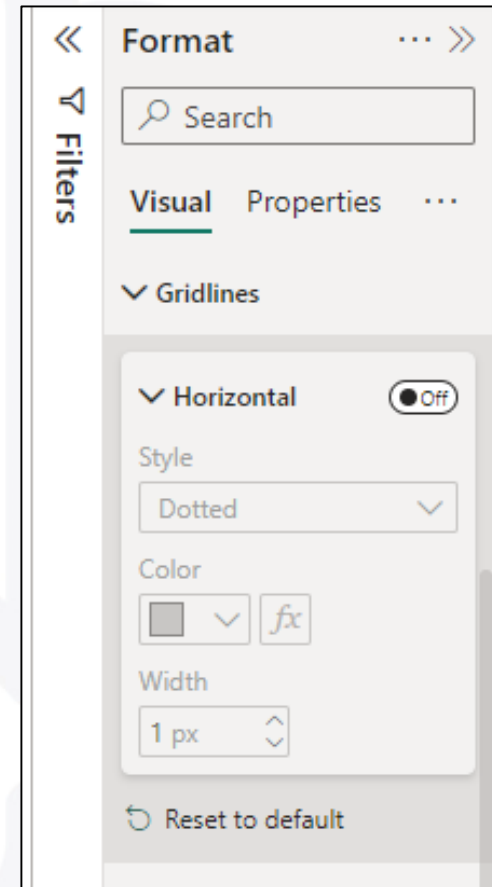 Format
Filters
Search
Visual Properties ...
Gridlines
Horizontal Off
Style
Dotted
Color
fx
Width
1 px
Reset to default